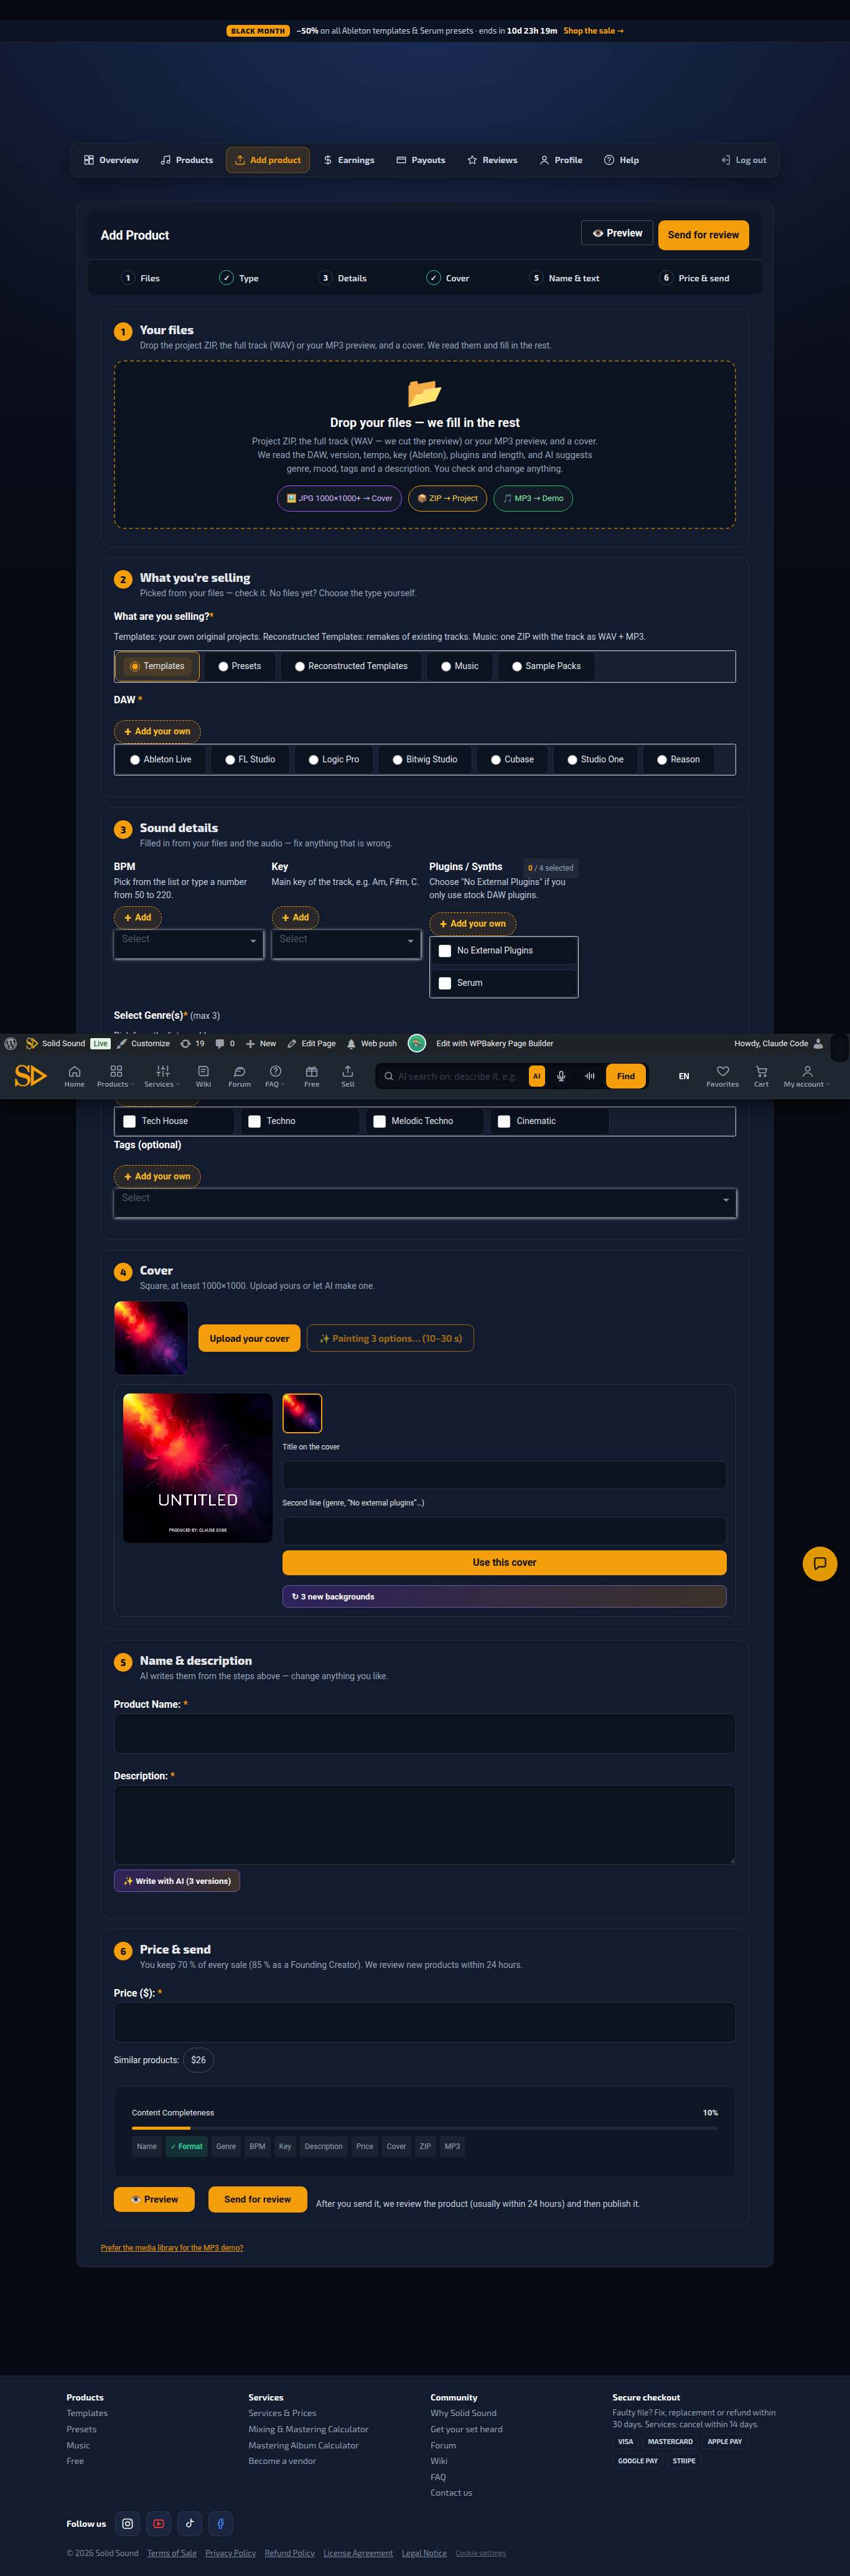 BLACK MONTH −50% on all Ableton templates & Serum presets · ends in 10d 23h 19m Shop the sale →
Overview Products Add product Earnings Payouts Reviews Profile Help Log out
Add Product
👁️ Preview Send for review
1 Files ✓ Type 3 Details ✓ Cover 5 Name & text 6 Price & send
1 Your files
Drop the project ZIP, the full track (WAV) or your MP3 preview, and a cover. We read them and fill in the rest.
Drop your files — we fill in the rest
Project ZIP, the full track (WAV — we cut the preview) or your MP3 preview, and a cover.
We read the DAW, version, tempo, key (Ableton), plugins and length, and AI suggests
genre, mood, tags and a description. You check and change anything.
🖼️ JPG 1000×1000+ → Cover 📦 ZIP → Project 🎵 MP3 → Demo
2 What you're selling
Picked from your files — check it. No files yet? Choose the type yourself.
What are you selling?*
Templates: your own original projects. Reconstructed Templates: remakes of existing tracks. Music: one ZIP with the track as WAV + MP3.
Templates Presets Reconstructed Templates Music Sample Packs
DAW *
+ Add your own
Ableton Live FL Studio Logic Pro Bitwig Studio Cubase Studio One Reason
3 Sound details
Filled in from your files and the audio — fix anything that is wrong.
BPM
Pick from the list or type a number
from 50 to 220.
+ Add
Select
Key
Main key of the track, e.g. Am, F#m, C.
+ Add
Select
Plugins / Synths 0 / 4 selected
Choose "No External Plugins" if you
only use stock DAW plugins.
+ Add your own
No External Plugins
Serum
Select Genre(s)* (max 3)
Solid Sound Live Customize 19 0 New Edit Page Web push Edit with WPBakery Page Builder Howdy, Claude Code
SD Home Products Services Wiki Forum FAQ Free Sell AI search on: describe it, e.g. AI Find EN Favorites Cart My account
Tech House Techno Melodic Techno Cinematic
Tags (optional)
+ Add your own
Select
4 Cover
Square, at least 1000×1000. Upload yours or let AI make one.
Upload your cover ✨ Painting 3 options… (10–30 s)
UNTITLED
PRODUCED BY: CLAUDE CODE
Title on the cover
Second line (genre, "No external plugins"…)
Use this cover
↻ 3 new backgrounds
5 Name & description
AI writes them from the steps above — change anything you like.
Product Name: *
Description: *
✨ Write with AI (3 versions)
6 Price & send
You keep 70 % of every sale (85 % as a Founding Creator). We review new products within 24 hours.
Price ($): *
Similar products: $26
Content Completeness 10%
Name ✓ Format Genre BPM Key Description Price Cover ZIP MP3
👁️ Preview Send for review After you send it, we review the product (usually within 24 hours) and then publish it.
Prefer the media library for the MP3 demo?
Products
Templates
Presets
Music
Free
Services
Services & Prices
Mixing & Mastering Calculator
Mastering Album Calculator
Become a vendor
Community
Why Solid Sound
Get your set heard
Forum
Wiki
FAQ
Contact us
Secure checkout
Faulty file? Fix, replacement or refund within
30 days. Services: cancel within 14 days.
VISA MASTERCARD APPLE PAY
GOOGLE PAY STRIPE
Follow us
© 2026 Solid Sound Terms of Sale Privacy Policy Refund Policy License Agreement Legal Notice Cookie settings